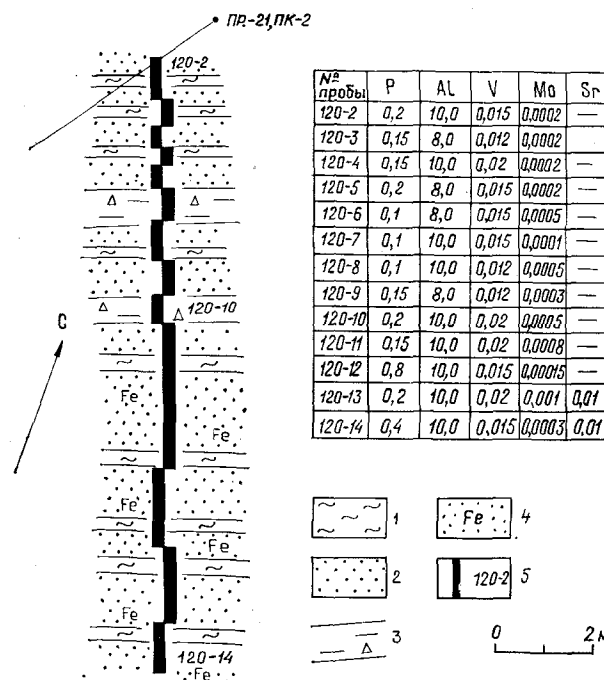 ПР.-21, ПК-2
120-2
120-10
С
Fe
Fe
Fe
Fe
Fe
120-14
Fe
№ пробы P AL V Mo Sr
120-2 0,2 10,0 0,015 0,0002 —
120-3 0,15 8,0 0,012 0,0002 —
120-4 0,15 10,0 0,02 0,0002 —
120-5 0,2 8,0 0,015 0,0002 —
120-6 0,1 8,0 0,015 0,0005 —
120-7 0,1 10,0 0,015 0,0001 —
120-8 0,1 10,0 0,012 0,0005 —
120-9 0,15 8,0 0,012 0,0003 —
120-10 0,2 10,0 0,02 0,0005 —
120-11 0,15 10,0 0,02 0,0008 —
120-12 0,8 10,0 0,015 0,00015 —
120-13 0,2 10,0 0,02 0,001 0,01
120-14 0,4 10,0 0,015 0,0003 0,01
1
Fe 4
2
120-2 5
3
0 2 м